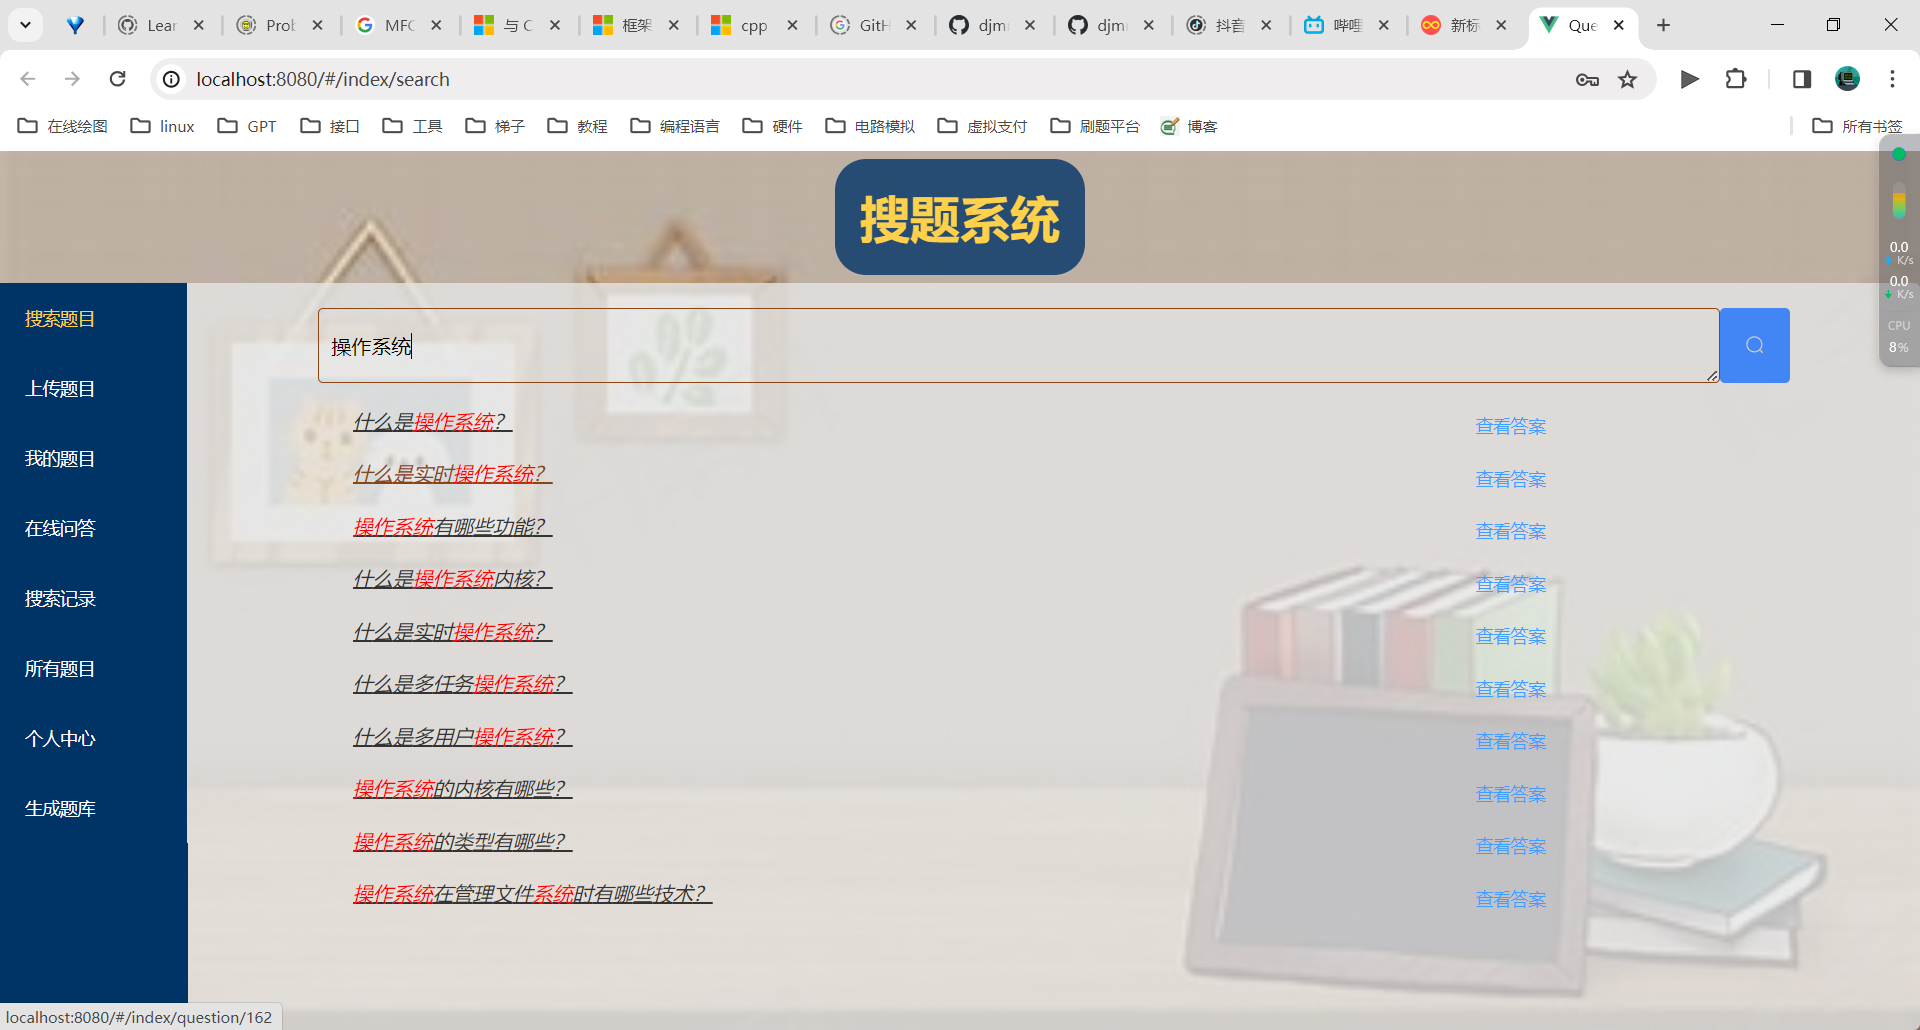 Lear
Prob
MFC
与 C
框架
cpp
GitH
djmi
djmi
抖音
哔哩
新标
Que
localhost:8080/#/index/search
在线绘图
linux
GPT
接口
工具
梯子
教程
编程语言
硬件
电路模拟
虚拟支付
刷题平台
博客
所有书签
搜题系统
0.0
K/s
0.0
K/s
CPU
8%
搜索题目
上传题目
我的题目
在线问答
搜索记录
所有题目
个人中心
生成题库
操作系统
什么是操作系统? 查看答案
什么是实时操作系统? 查看答案
操作系统有哪些功能? 查看答案
什么是操作系统内核? 查看答案
什么是实时操作系统? 查看答案
什么是多任务操作系统? 查看答案
什么是多用户操作系统? 查看答案
操作系统的内核有哪些? 查看答案
操作系统的类型有哪些? 查看答案
操作系统在管理文件系统时有哪些技术? 查看答案
localhost:8080/#/index/question/162